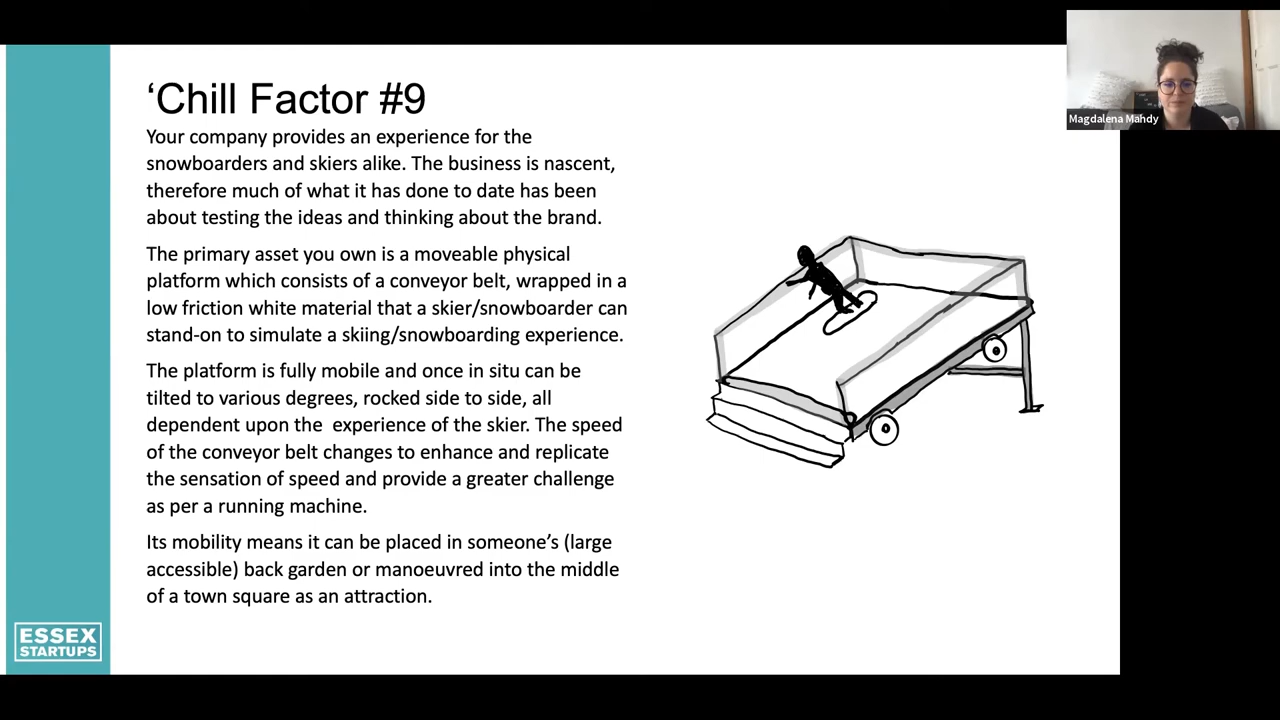 ‘Chill Factor #9
Your company provides an experience for the
snowboarders and skiers alike. The business is nascent,
therefore much of what it has done to date has been
about testing the ideas and thinking about the brand.
The primary asset you own is a moveable physical
platform which consists of a conveyor belt, wrapped in a
low friction white material that a skier/snowboarder can
stand-on to simulate a skiing/snowboarding experience.
The platform is fully mobile and once in situ can be
tilted to various degrees, rocked side to side, all
dependent upon the  experience of the skier. The speed
of the conveyor belt changes to enhance and replicate
the sensation of speed and provide a greater challenge
as per a running machine.
Its mobility means it can be placed in someone’s (large
accessible) back garden or manoeuvred into the middle
of a town square as an attraction.
ESSEX
STARTUPS
Magdalena Mandy